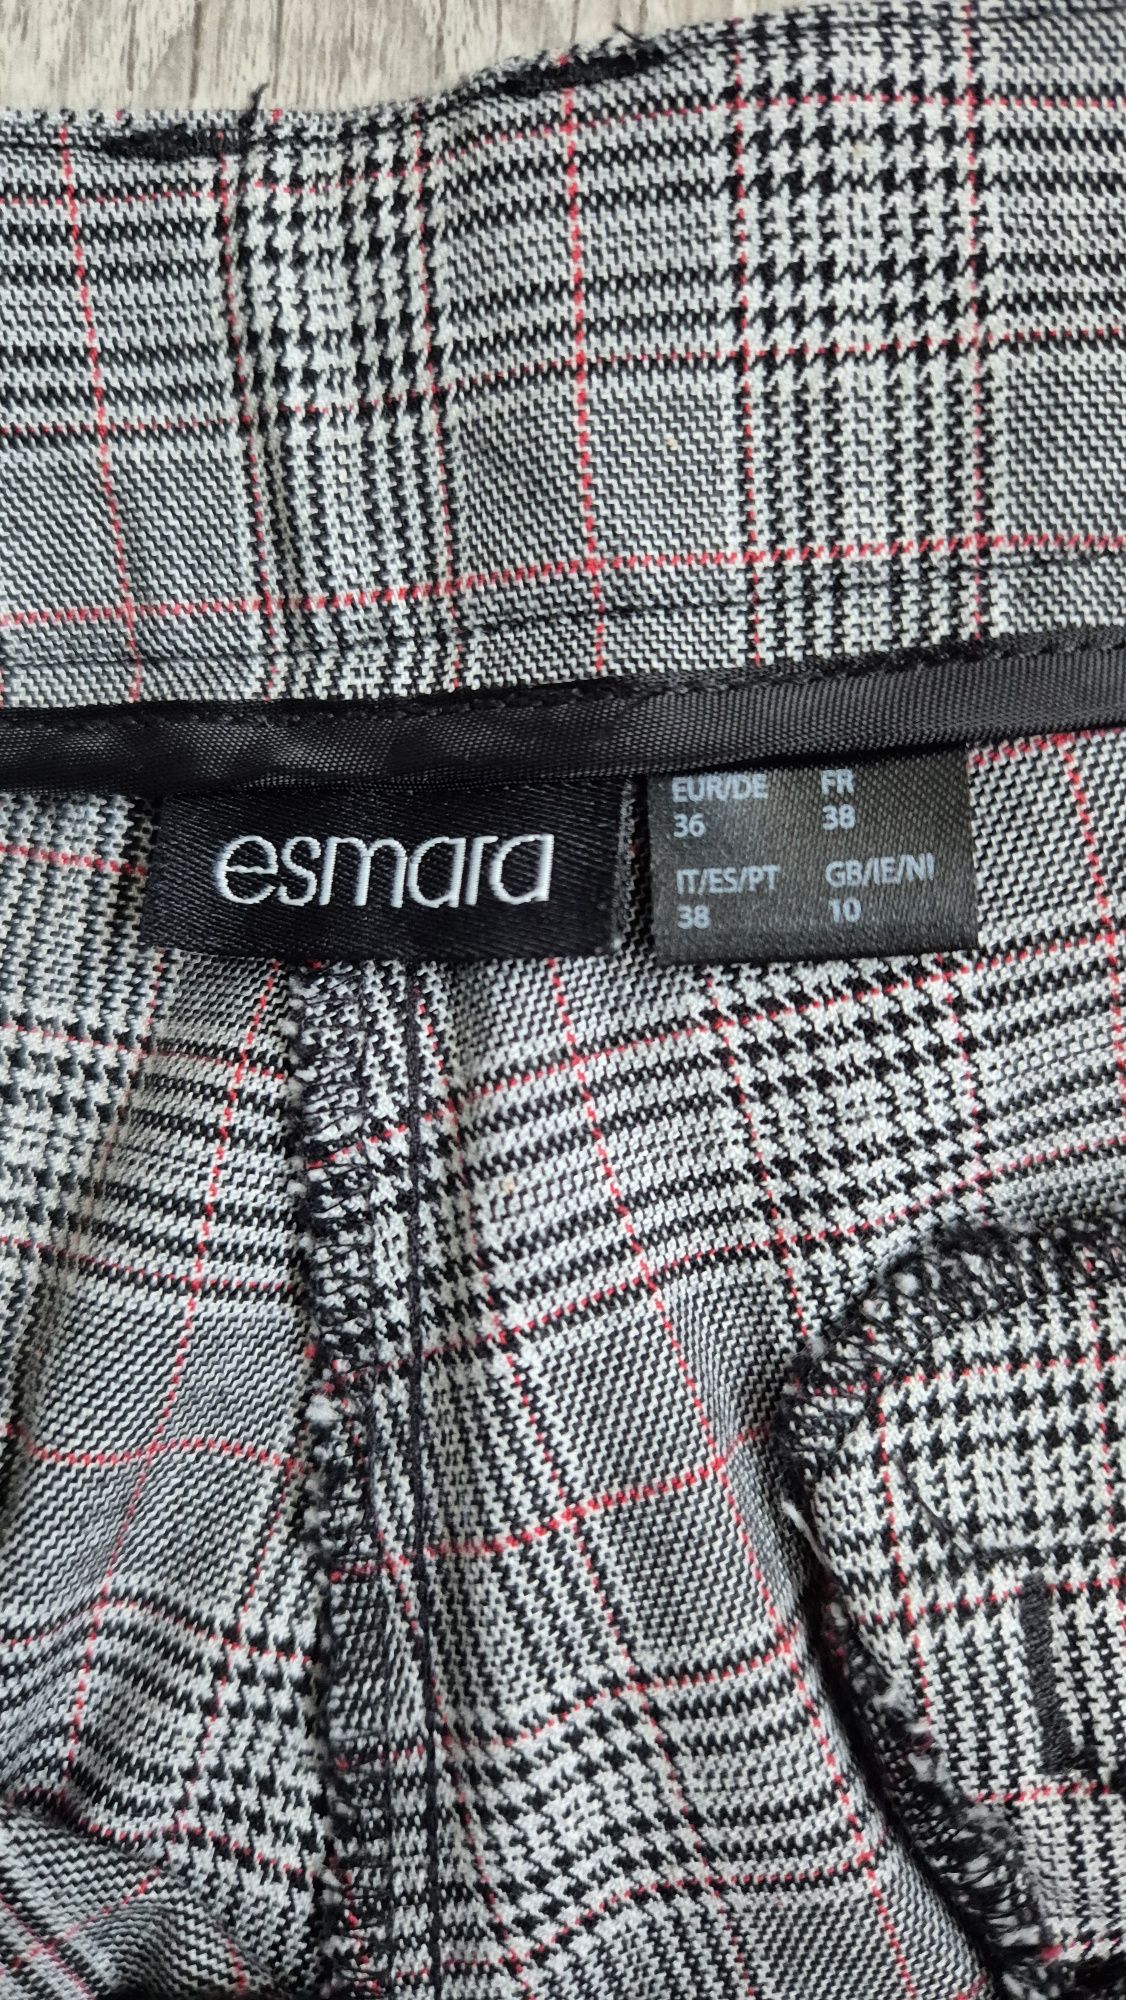 esmara
EUR/DE FR
36 38
IT/ES/PT GB/IE/NI
38 10